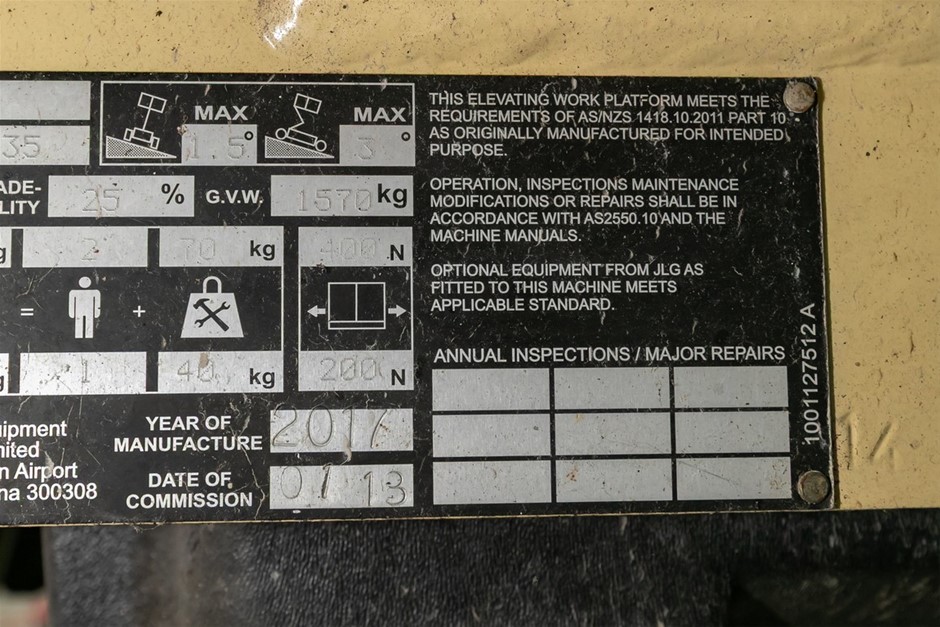 MAX
MAX
35
1.5°
3°
ADE-
LITY
25 %
G.V.W.
1570 kg
g
2
70 kg
400 N
=
+
g
1
40 kg
200 N
uipment
YEAR OF
MANUFACTURE
2017
nited
n Airport
na 300308
DATE OF
COMMISSION
07 13
THIS ELEVATING WORK PLATFORM MEETS THE
REQUIREMENTS OF AS/NZS 1418.10.2011 PART 10
AS ORIGINALLY MANUFACTURED FOR INTENDED
PURPOSE.
OPERATION, INSPECTIONS MAINTENANCE
MODIFICATIONS OR REPAIRS SHALL BE IN
ACCORDANCE WITH AS2550.10 AND THE
MACHINE MANUALS.
OPTIONAL EQUIPMENT FROM JLG AS
FITTED TO THIS MACHINE MEETS
APPLICABLE STANDARD.
ANNUAL INSPECTIONS / MAJOR REPAIRS
1001127512 A